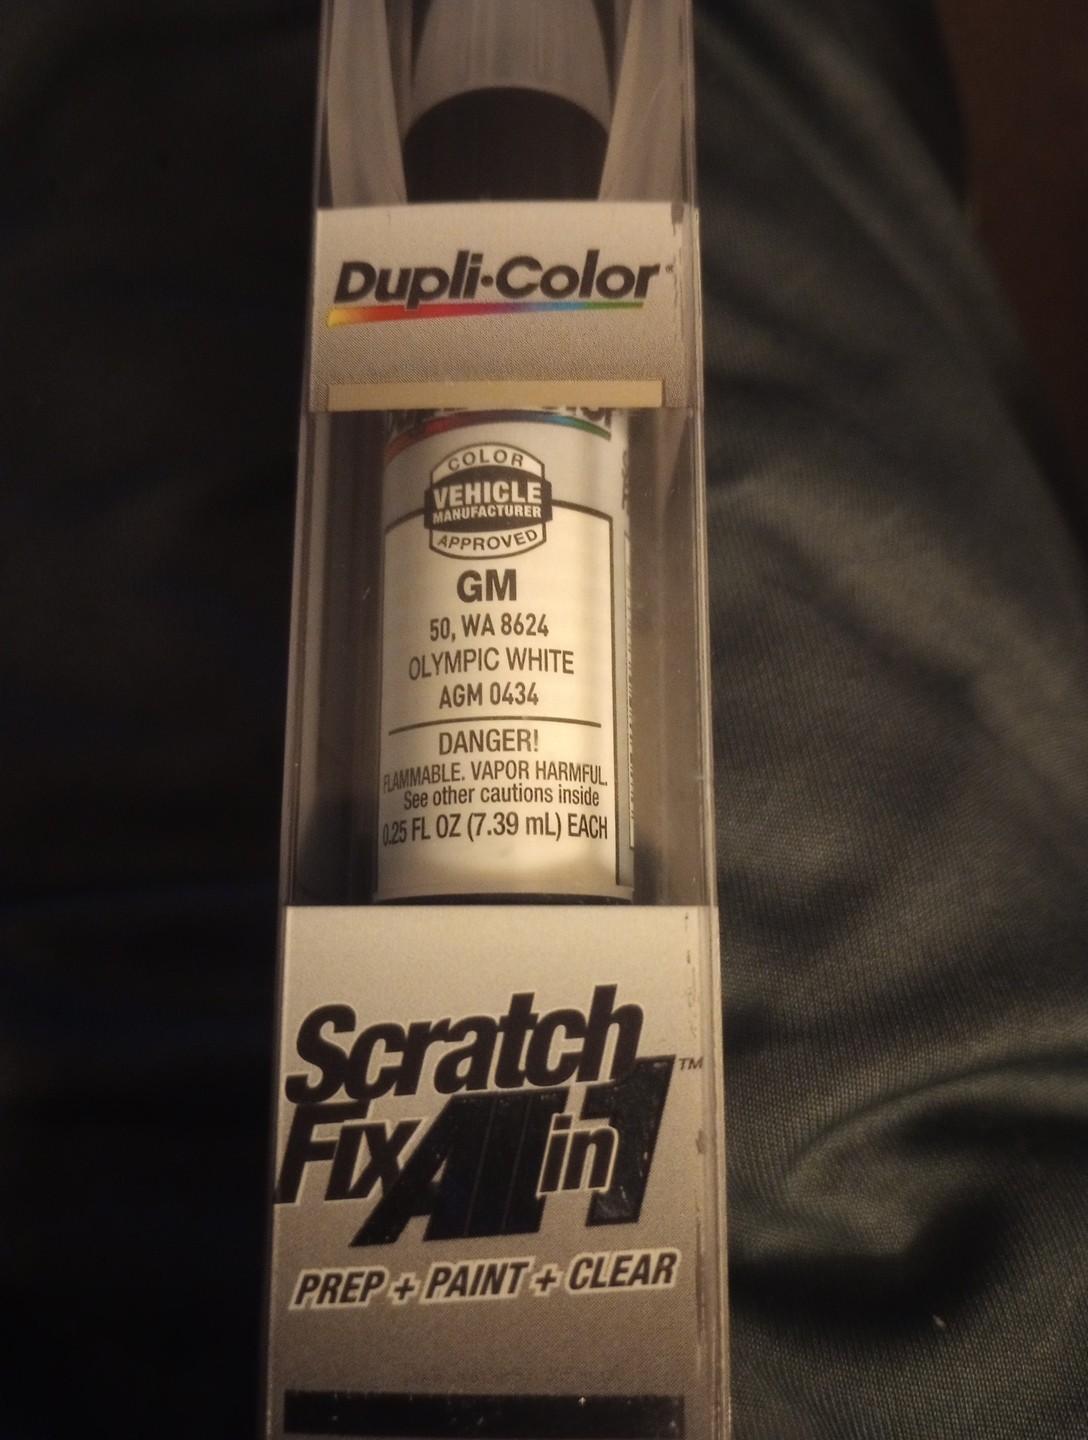 Dupli·Color®
COLOR
VEHICLE
MANUFACTURER
APPROVED
GM
50, WA 8624
OLYMPIC WHITE
AGM 0434
DANGER!
FLAMMABLE. VAPOR HARMFUL.
See other cautions inside
0.25 FL OZ (7.39 mL) EACH
Scratch
Fix All in 1™
PREP + PAINT + CLEAR